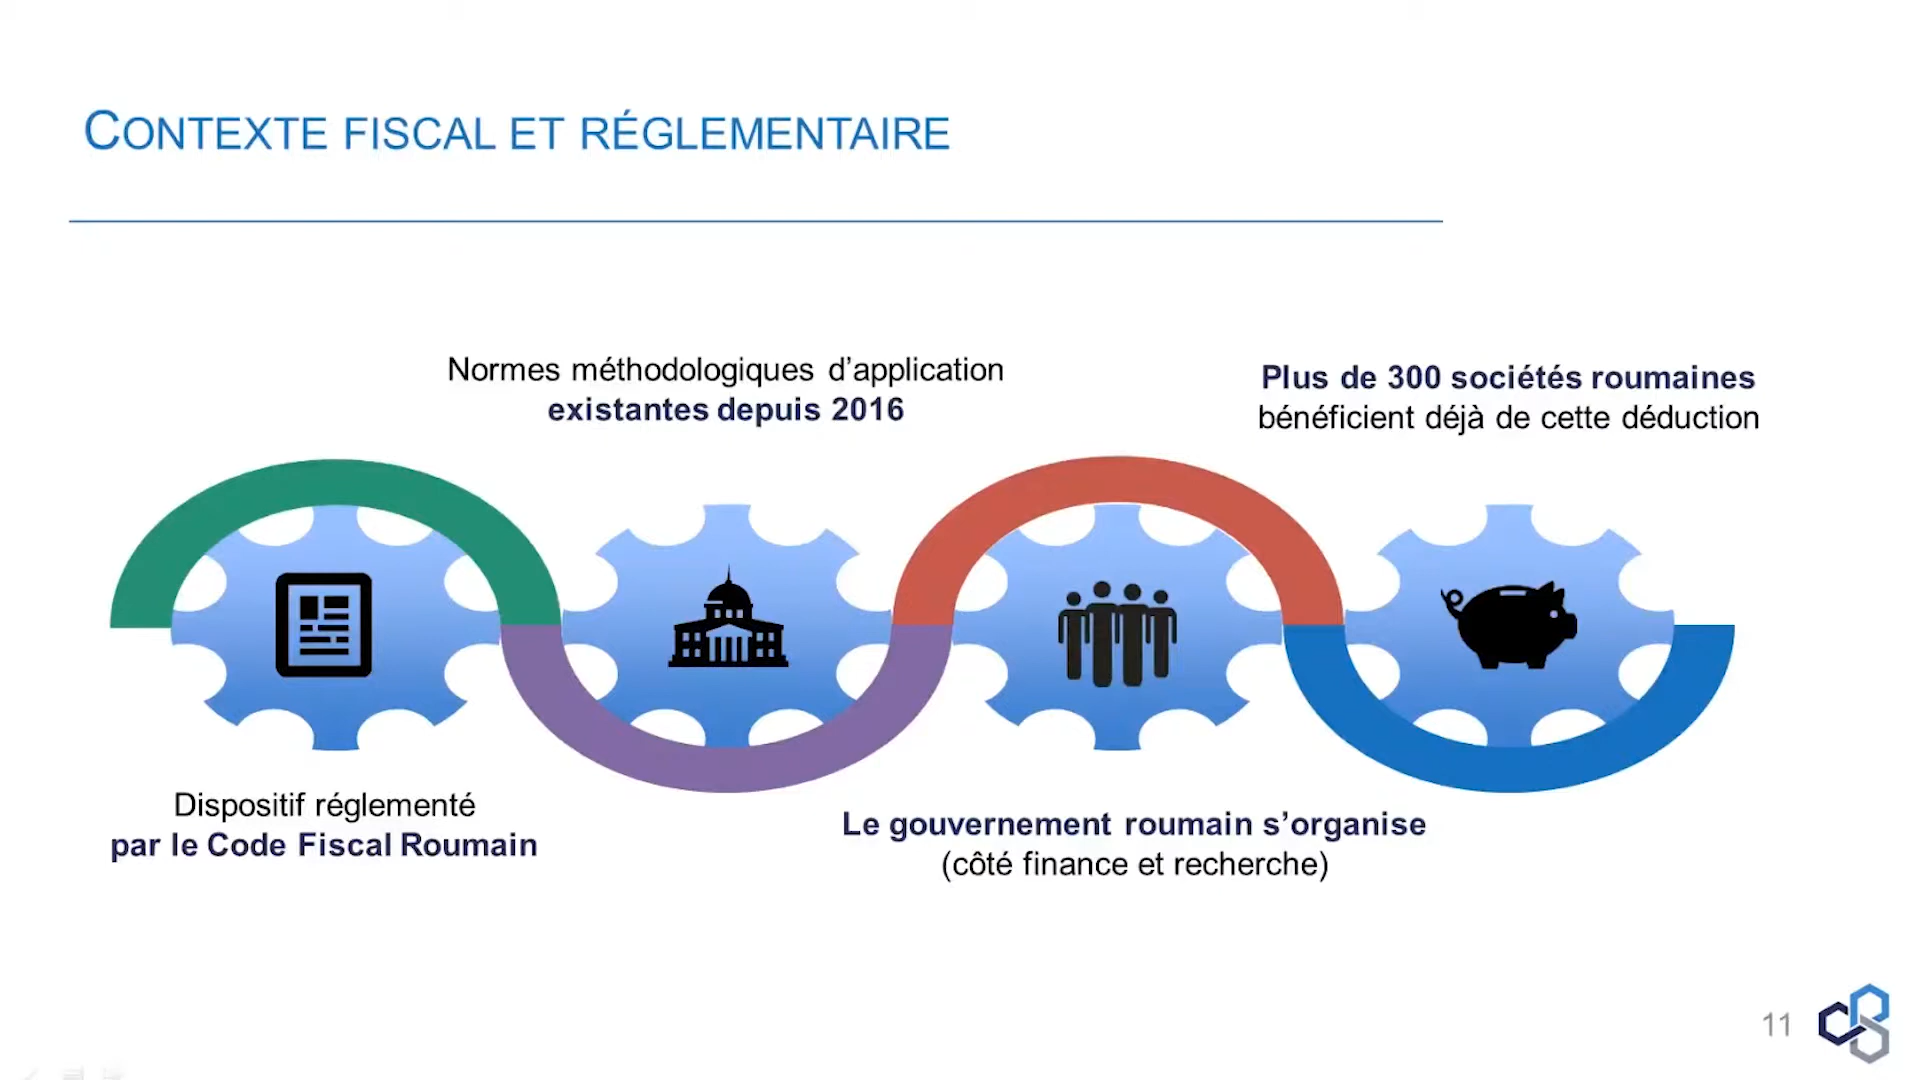 CONTEXTE FISCAL ET RÉGLEMENTAIRE
Normes méthodologiques d’application
existantes depuis 2016
Plus de 300 sociétés roumaines
bénéficient déjà de cette déduction
Dispositif réglementé
par le Code Fiscal Roumain
Le gouvernement roumain s’organise
(côté finance et recherche)
11